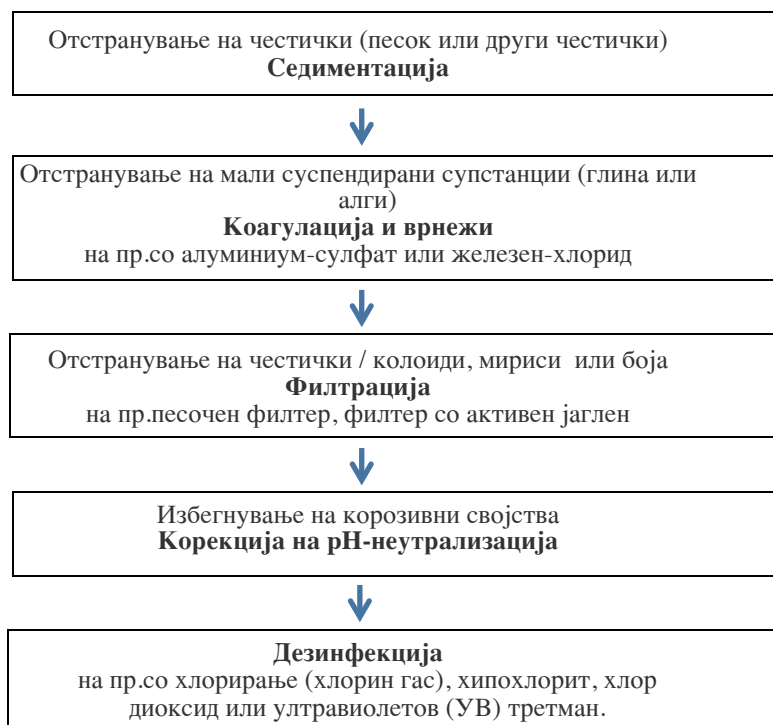 Отстранување на честички (песок или други честички)
Седиментација
Отстранување на мали суспендирани супстанции (глина или
алги)
Коагулација и врнежи
на пр.со алуминиум-сулфат или железен-хлорид
Отстранување на честички / колоиди, мириси или боја
Филтрација
на пр.песочен филтер, филтер со активен јаглен
Избегнување на корозивни својства
Корекција на pH-неутрализација
Дезинфекција
на пр.со хлорирање (хлорин гас), хипохлорит, хлор
диоксид или ултравиолетов (УВ) третман.